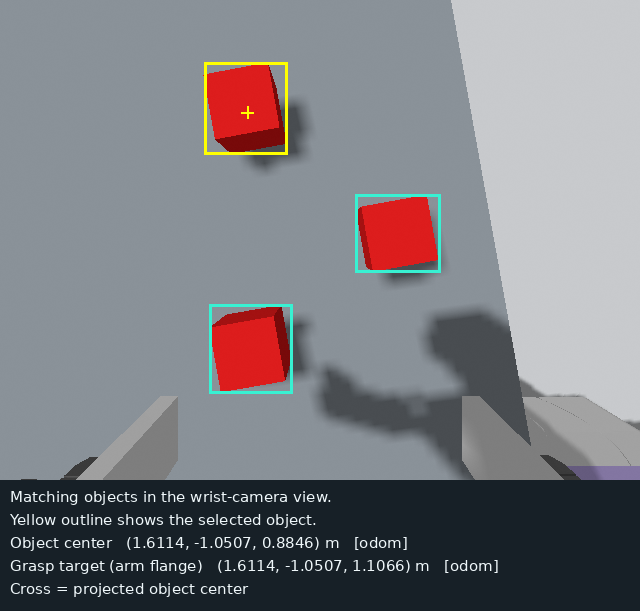 Matching objects in the wrist-camera view.
Yellow outline shows the selected object.
Object center (1.6114, -1.0507, 0.8846) m [odom]
Grasp target (arm flange) (1.6114, -1.0507, 1.1066) m [odom]
Cross = projected object center